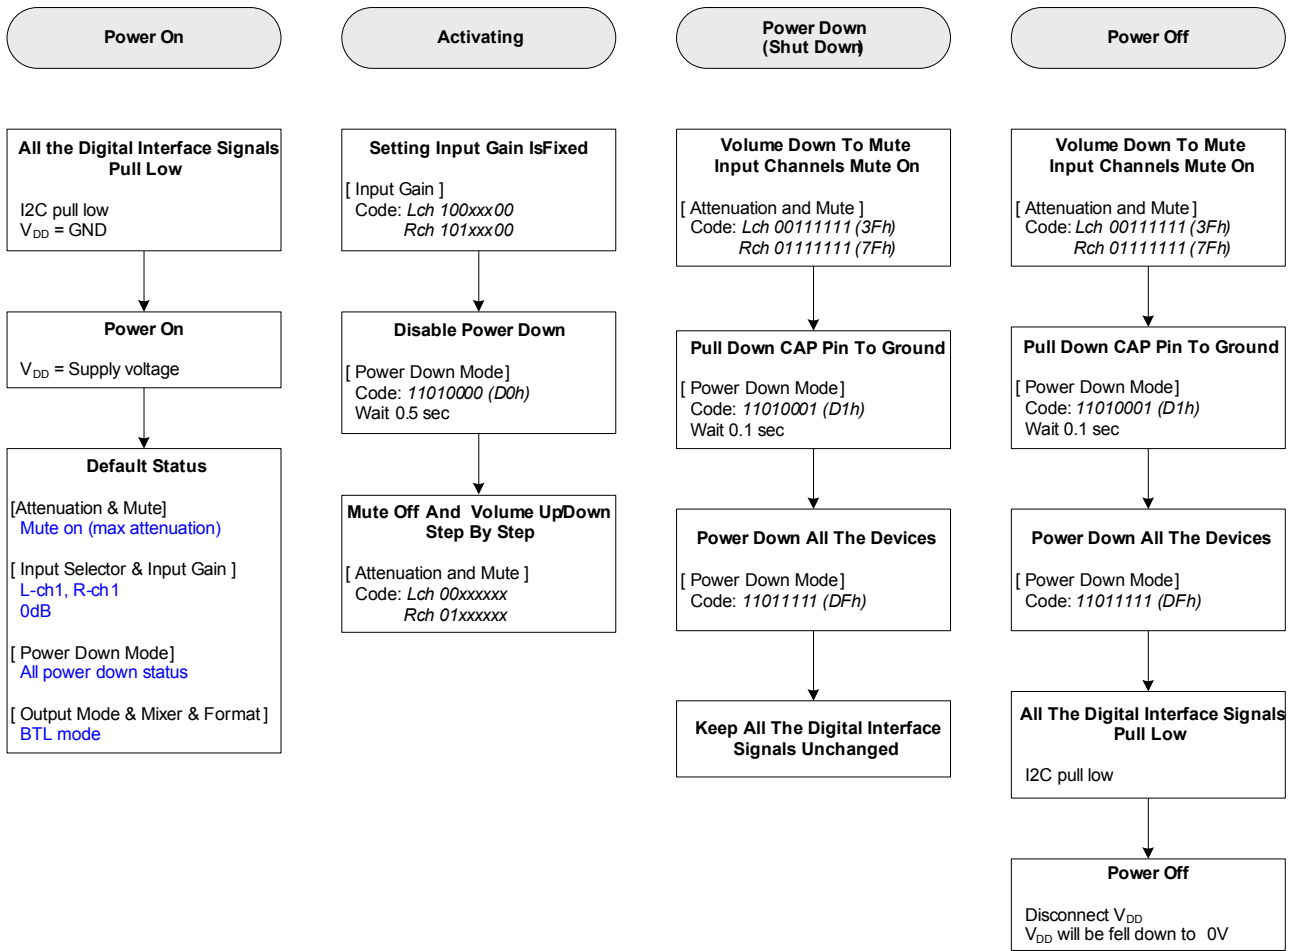 Power On
All the Digital Interface Signals
Pull Low
I2C pull low
VDD = GND
Power On
VDD = Supply voltage
Default Status
[Attenuation & Mute]
Mute on (max attenuation)
[ Input Selector & Input Gain ]
L-ch1, R-ch1
0dB
[ Power Down Mode]
All power down status
[ Output Mode & Mixer & Format ]
BTL mode
Activating
Setting Input Gain IsFixed
[ Input Gain ]
Code: Lch 100xxx00
Rch 101xxx00
Disable Power Down
[ Power Down Mode]
Code: 11010000 (D0h)
Wait 0.5 sec
Mute Off And Volume Up/Down
Step By Step
[ Attenuation and Mute ]
Code: Lch 00xxxxxx
Rch 01xxxxxx
Power Down
(Shut Down)
Volume Down To Mute
Input Channels Mute On
[ Attenuation and Mute ]
Code: Lch 00111111 (3Fh)
Rch 01111111 (7Fh)
Pull Down CAP Pin To Ground
[ Power Down Mode]
Code: 11010001 (D1h)
Wait 0.1 sec
Power Down All The Devices
[ Power Down Mode]
Code: 11011111 (DFh)
Keep All The Digital Interface
Signals Unchanged
Power Off
Volume Down To Mute
Input Channels Mute On
[ Attenuation and Mute ]
Code: Lch 00111111 (3Fh)
Rch 01111111 (7Fh)
Pull Down CAP Pin To Ground
[ Power Down Mode]
Code: 11010001 (D1h)
Wait 0.1 sec
Power Down All The Devices
[ Power Down Mode]
Code: 11011111 (DFh)
All The Digital Interface Signals
Pull Low
I2C pull low
Power Off
Disconnect VDD
VDD will be fell down to 0V